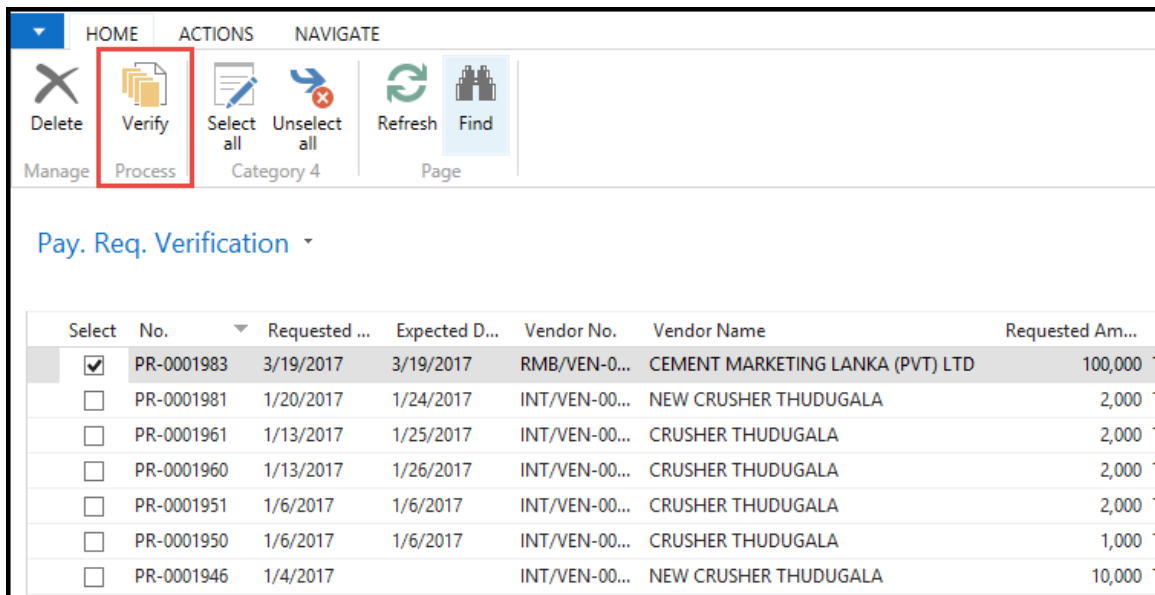 HOME ACTIONS NAVIGATE
Delete Verify Select all Unselect all Refresh Find
Manage Process Category 4 Page
Pay. Req. Verification
Select No. Requested ... Expected D... Vendor No. Vendor Name Requested Am...
PR-0001983 3/19/2017 3/19/2017 RMB/VEN-0... CEMENT MARKETING LANKA (PVT) LTD 100,000
PR-0001981 1/20/2017 1/24/2017 INT/VEN-00... NEW CRUSHER THUDUGALA 2,000
PR-0001961 1/13/2017 1/25/2017 INT/VEN-00... CRUSHER THUDUGALA 2,000
PR-0001960 1/13/2017 1/26/2017 INT/VEN-00... CRUSHER THUDUGALA 2,000
PR-0001951 1/6/2017 1/6/2017 INT/VEN-00... CRUSHER THUDUGALA 2,000
PR-0001950 1/6/2017 1/6/2017 INT/VEN-00... CRUSHER THUDUGALA 1,000
PR-0001946 1/4/2017 INT/VEN-00... NEW CRUSHER THUDUGALA 10,000